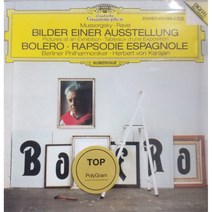 Deutsche
Grammophon
Mussorgsky · Ravel
BILDER EINER AUSSTELLUNG
Pictures at an Exhibition · Tableaux d'une Exposition
BOLERO · RAPSODIE ESPAGNOLE
Berliner Philharmoniker · Herbert von Karajan
DIGITAL
TOP
PolyGram